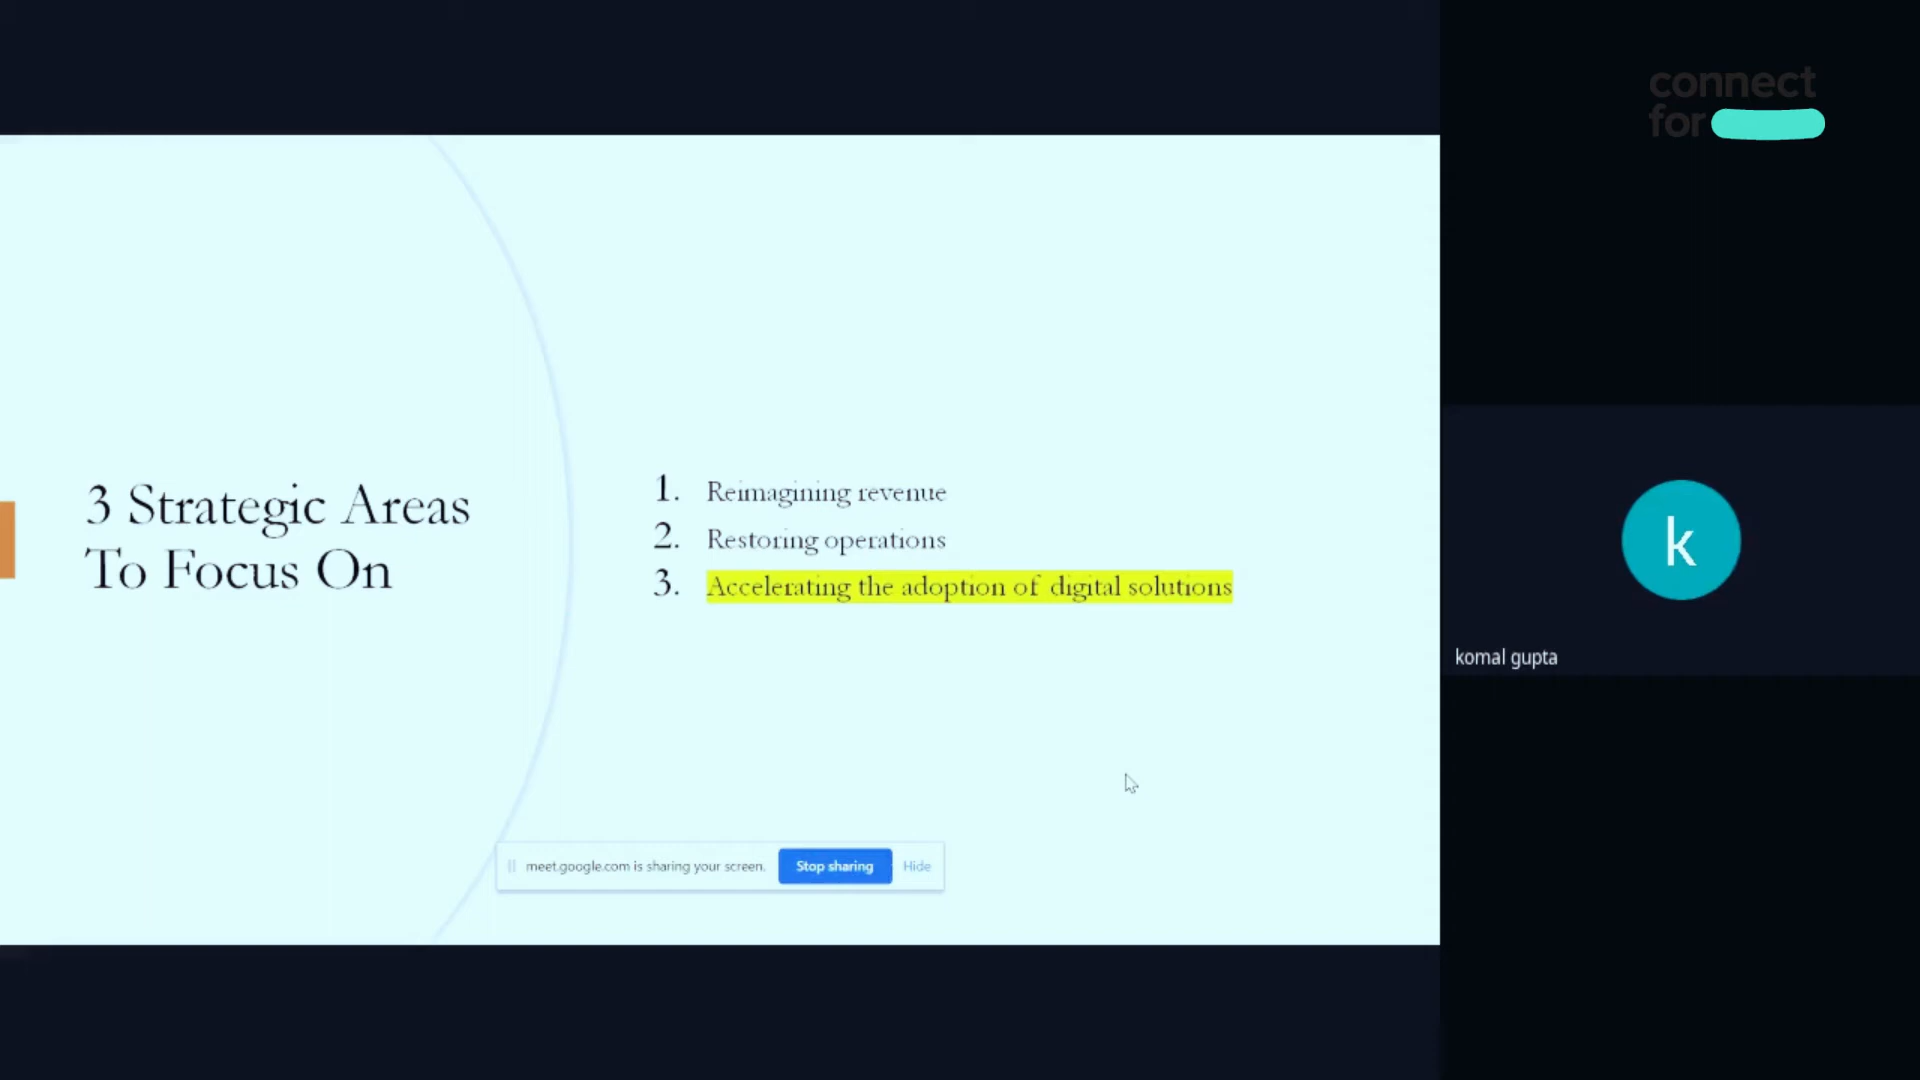 connect
for
3 Strategic Areas
To Focus On
1. Reimagining revenue
2. Restoring operations
3. Accelerating the adoption of digital solutions
k
komal gupta
meet.google.com is sharing your screen. Stop sharing Hide